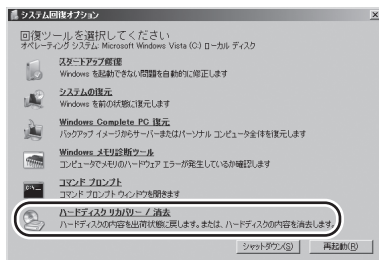 システム回復オプション
回復ツールを選択してください
オペレーティング システム: Microsoft Windows Vista (C:) ローカル ディスク
スタートアップ修復
Windows を起動できない問題を自動的に修正します
システムの復元
Windows を前の状態に復元します
Windows Complete PC 復元
バックアップ イメージからサーバーまたはパーソナル コンピュータ全体を復元します
Windows メモリ診断ツール
コンピュータでメモリのハードウェア エラーが発生しているか確認します
コマンド プロンプト
コマンド プロンプト ウィンドウを開きます
ハードディスク リカバリー / 消去
ハードディスクの内容を出荷状態に戻します。または、ハードディスクの内容を消去します。
シャットダウン(S) 再起動(R)